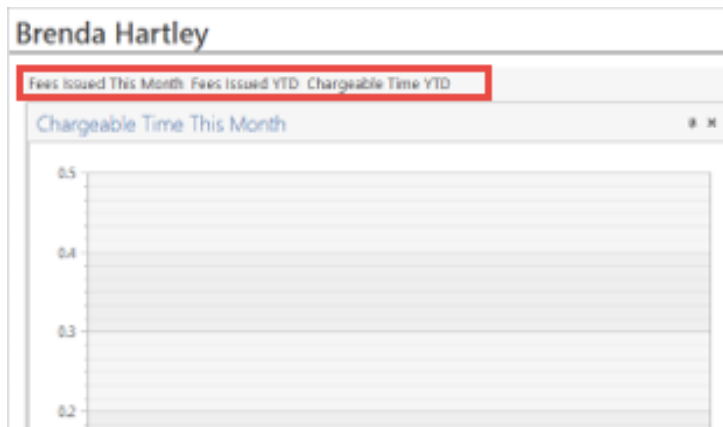 Brenda Hartley
Fees Issued This Month Fees Issued YTD Chargeable Time YTD
Chargeable Time This Month
0.5
0.4
0.3
0.2